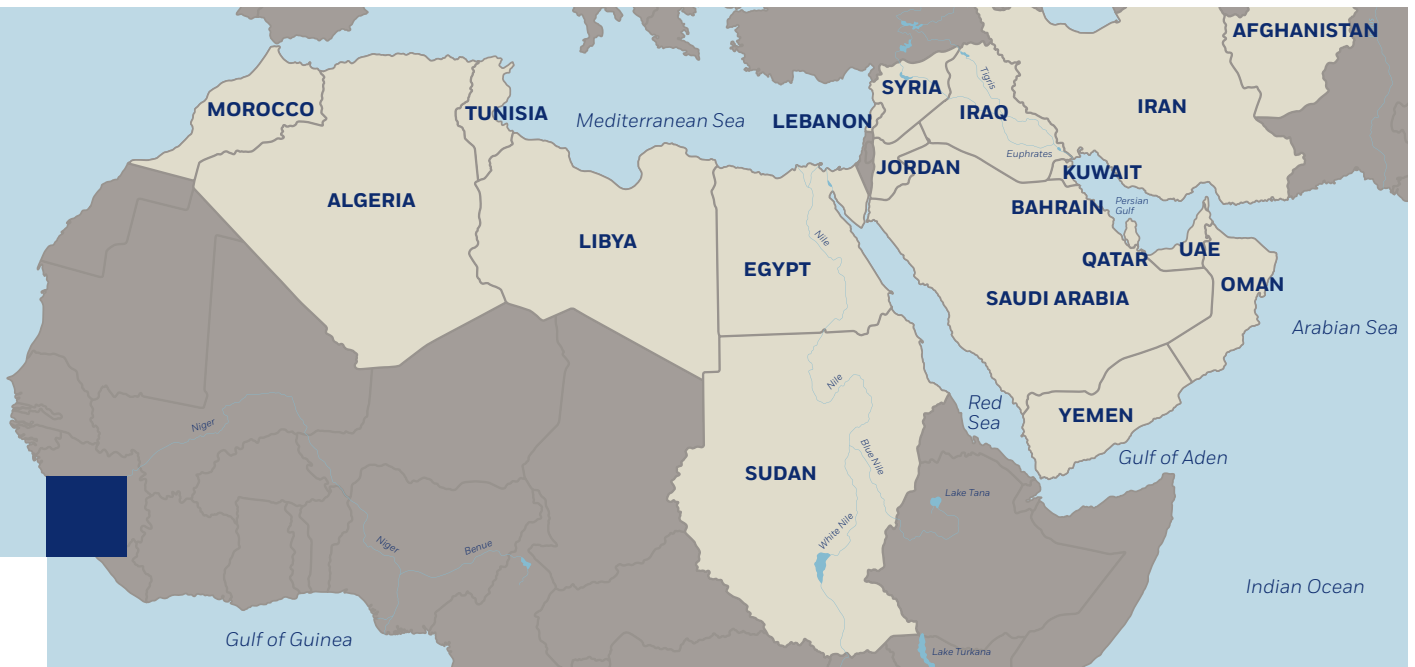 AFGHANISTAN
SYRIA
Tigris
MOROCCO
TUNISIA
Mediterranean Sea
LEBANON
IRAQ
IRAN
Euphrates
JORDAN
KUWAIT
ALGERIA
BAHRAIN
Persian
Gulf
LIBYA
Nile
EGYPT
QATAR
UAE
OMAN
SAUDI ARABIA
Arabian Sea
Nile
Red
Sea
YEMEN
Niger
Blue Nile
Gulf of Aden
SUDAN
Lake Tana
White Nile
Niger
Benue
Indian Ocean
Gulf of Guinea
Lake Turkana